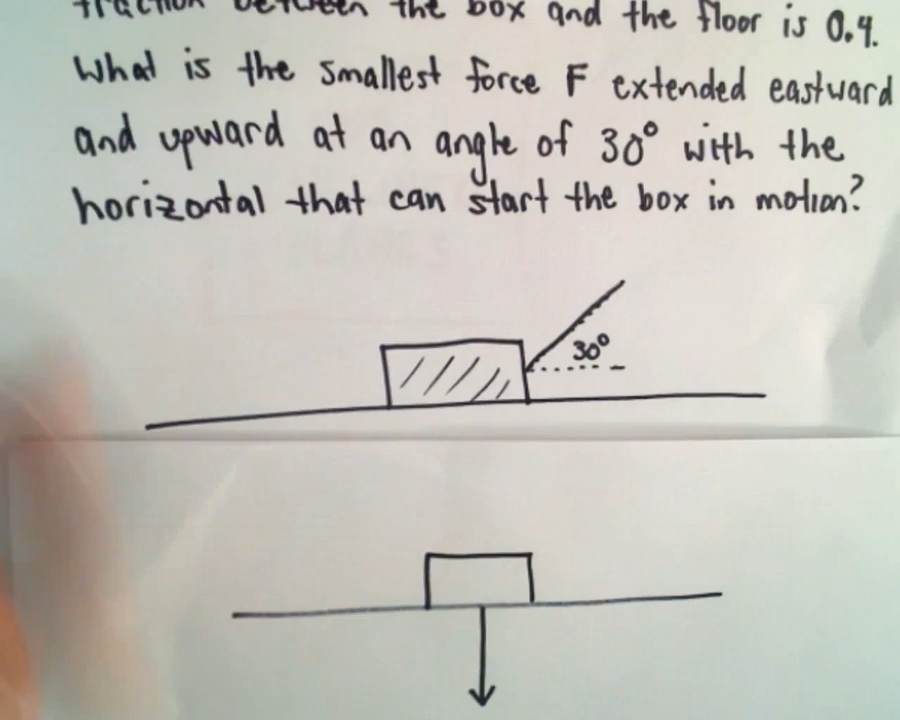 between the box and the floor is 0.4.
What is the smallest force F extended eastward
and upward at an angle of 30° with the
horizontal that can start the box in motion?
30°